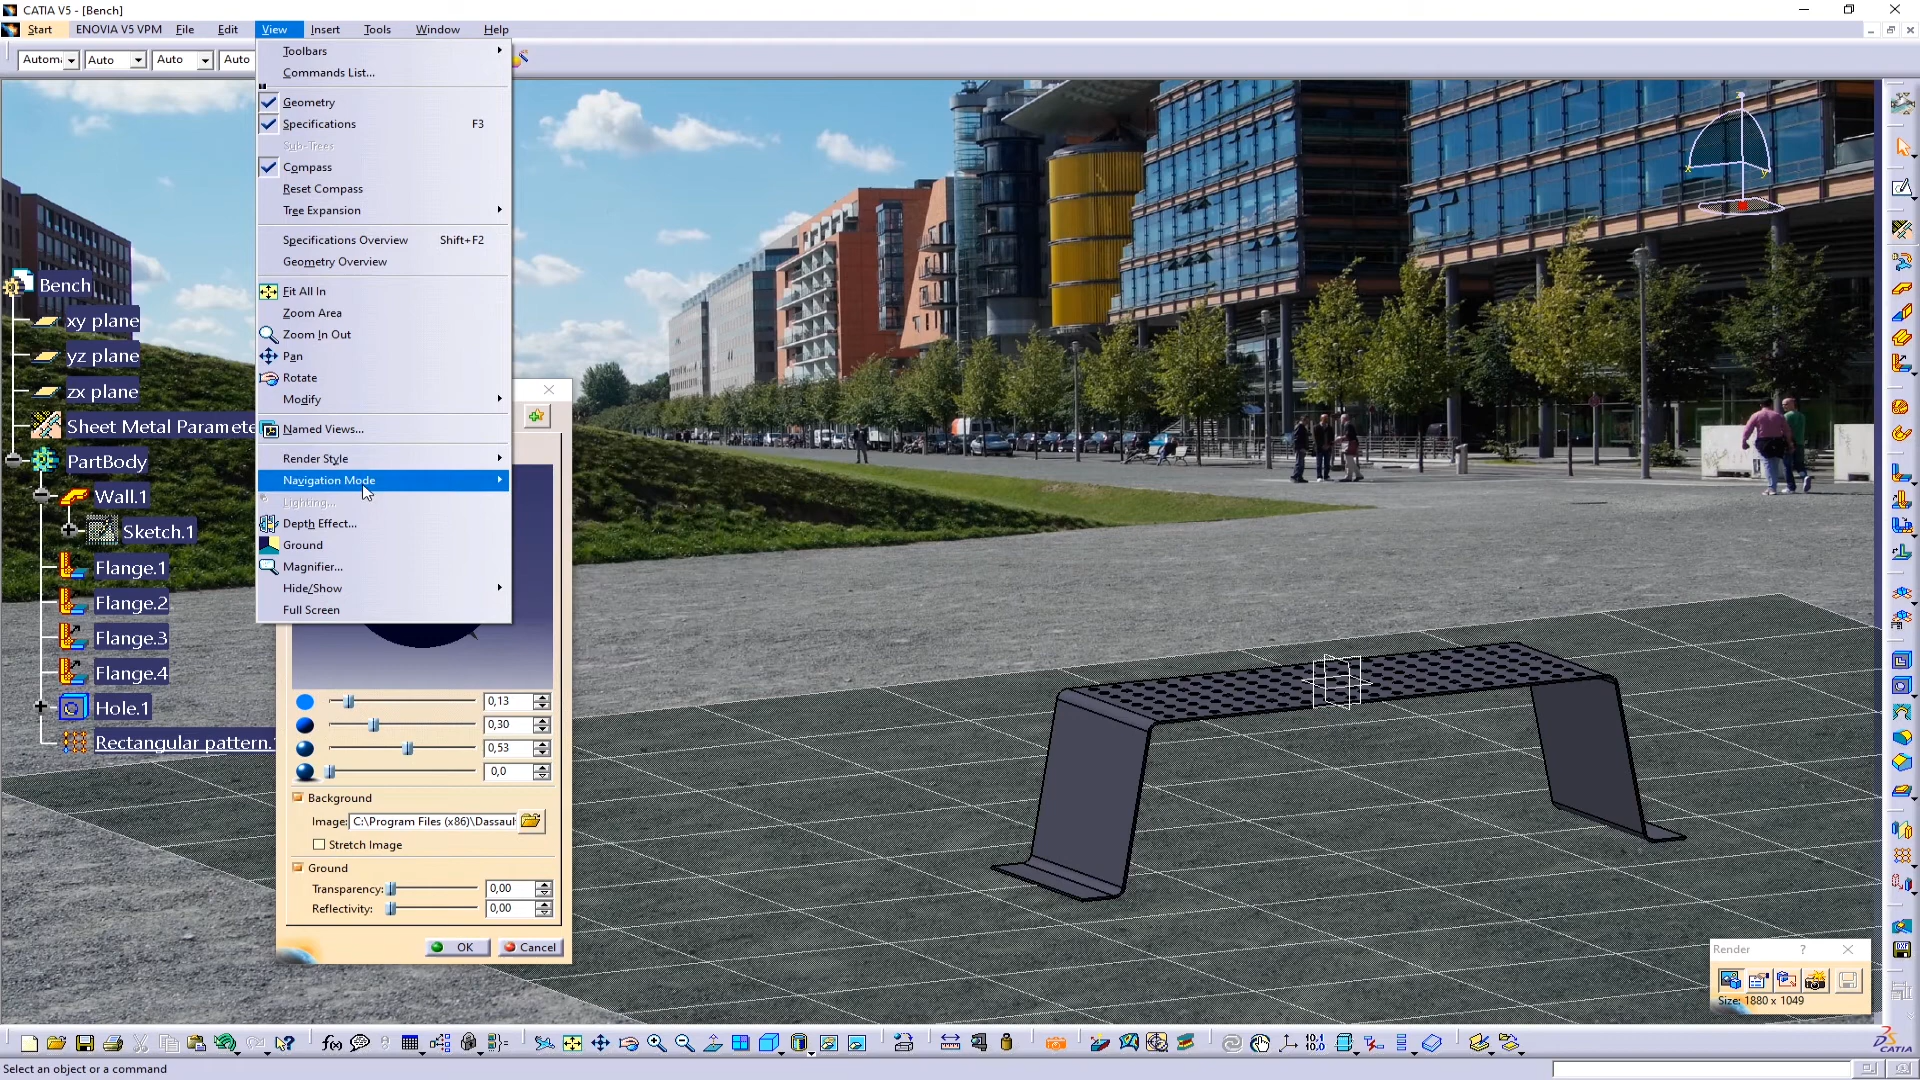 CATIA V5 - [Bench]
Start ENOVIA V5 VPM File Edit View Insert Tools Window Help
Autom Auto Auto Auto
Toolbars
Commands List...
Geometry
Specifications F3
Sub-Trees
Compass
Reset Compass
Tree Expansion
Specifications Overview Shift+F2
Geometry Overview
Fit All In
Zoom Area
Zoom In Out
Pan
Rotate
Modify
Named Views...
Render Style
Navigation Mode
Lighting...
Depth Effect...
Ground
Magnifier...
Hide/Show
Full Screen
Bench
xy plane
yz plane
zx plane
Sheet Metal Paramete
PartBody
Wall.1
Sketch.1
Flange.1
Flange.2
Flange.3
Flange.4
Hole.1
Rectangular pattern.
0,13
0,30
0,53
0,0
Background
Image: C:\Program Files (x86)\Dassaul
Stretch Image
Ground
Transparency: 0,00
Reflectivity: 0,00
OK Cancel
x y z
Render ?
Size: 1880 x 1049
f(x)
10,1
10,0
CATIA
Select an object or a command